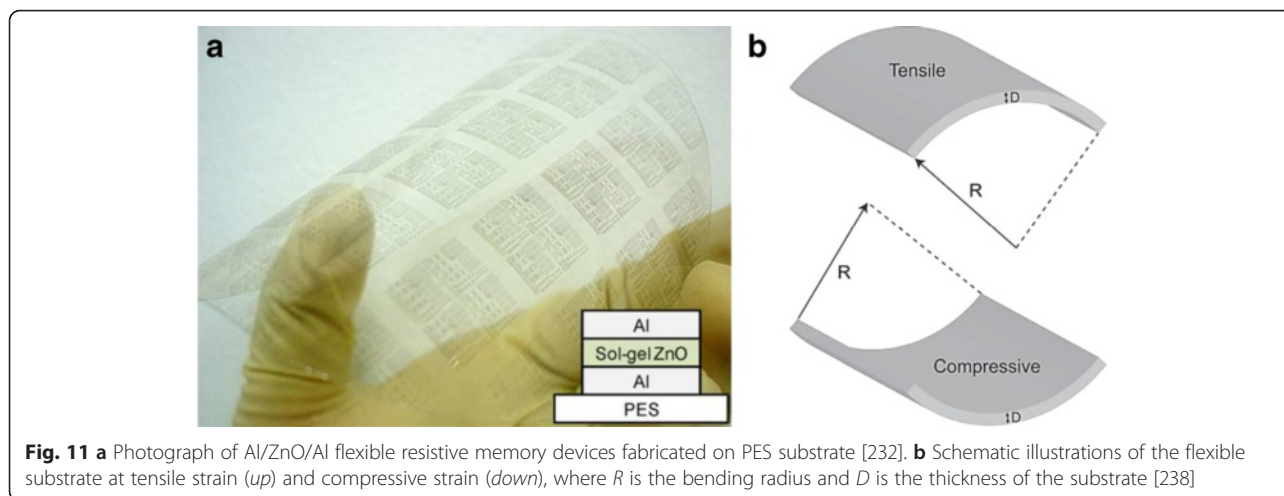 a
Al
Sol-gel ZnO
Al
PES
b
Tensile
D
R
R
Compressive
D
Fig. 11 a Photograph of Al/ZnO/Al flexible resistive memory devices fabricated on PES substrate [232]. b Schematic illustrations of the flexible
substrate at tensile strain (up) and compressive strain (down), where R is the bending radius and D is the thickness of the substrate [238]